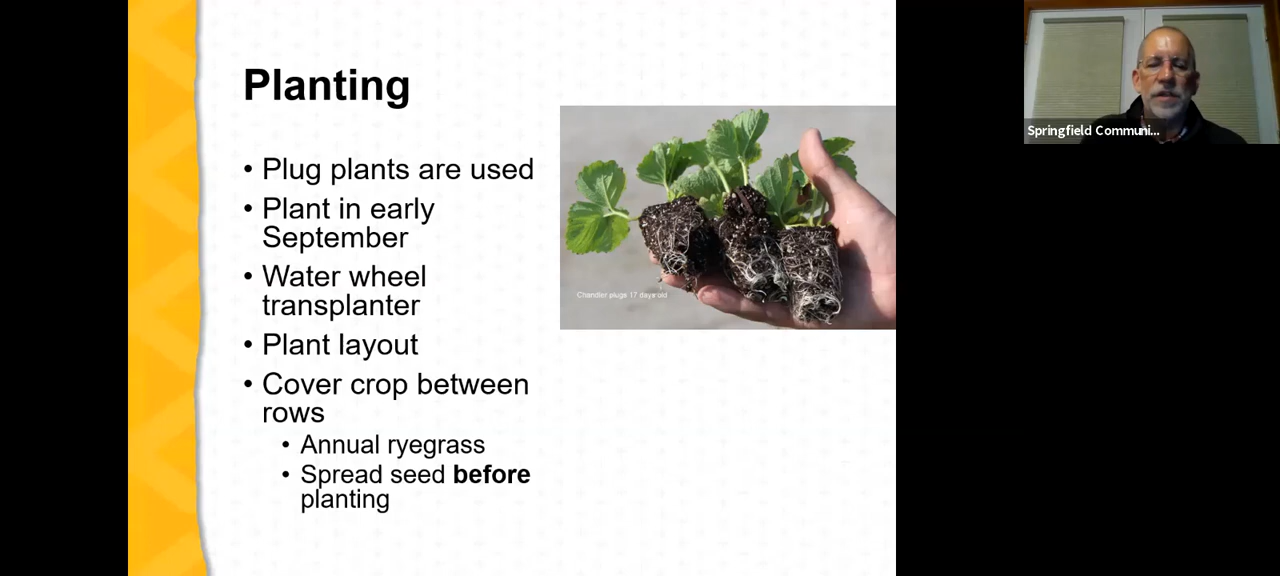 Planting
• Plug plants are used
• Plant in early
September
• Water wheel
transplanter
• Plant layout
• Cover crop between
rows
• Annual ryegrass
• Spread seed before
planting
Chandler plugs 17 days old
Springfield Communi...